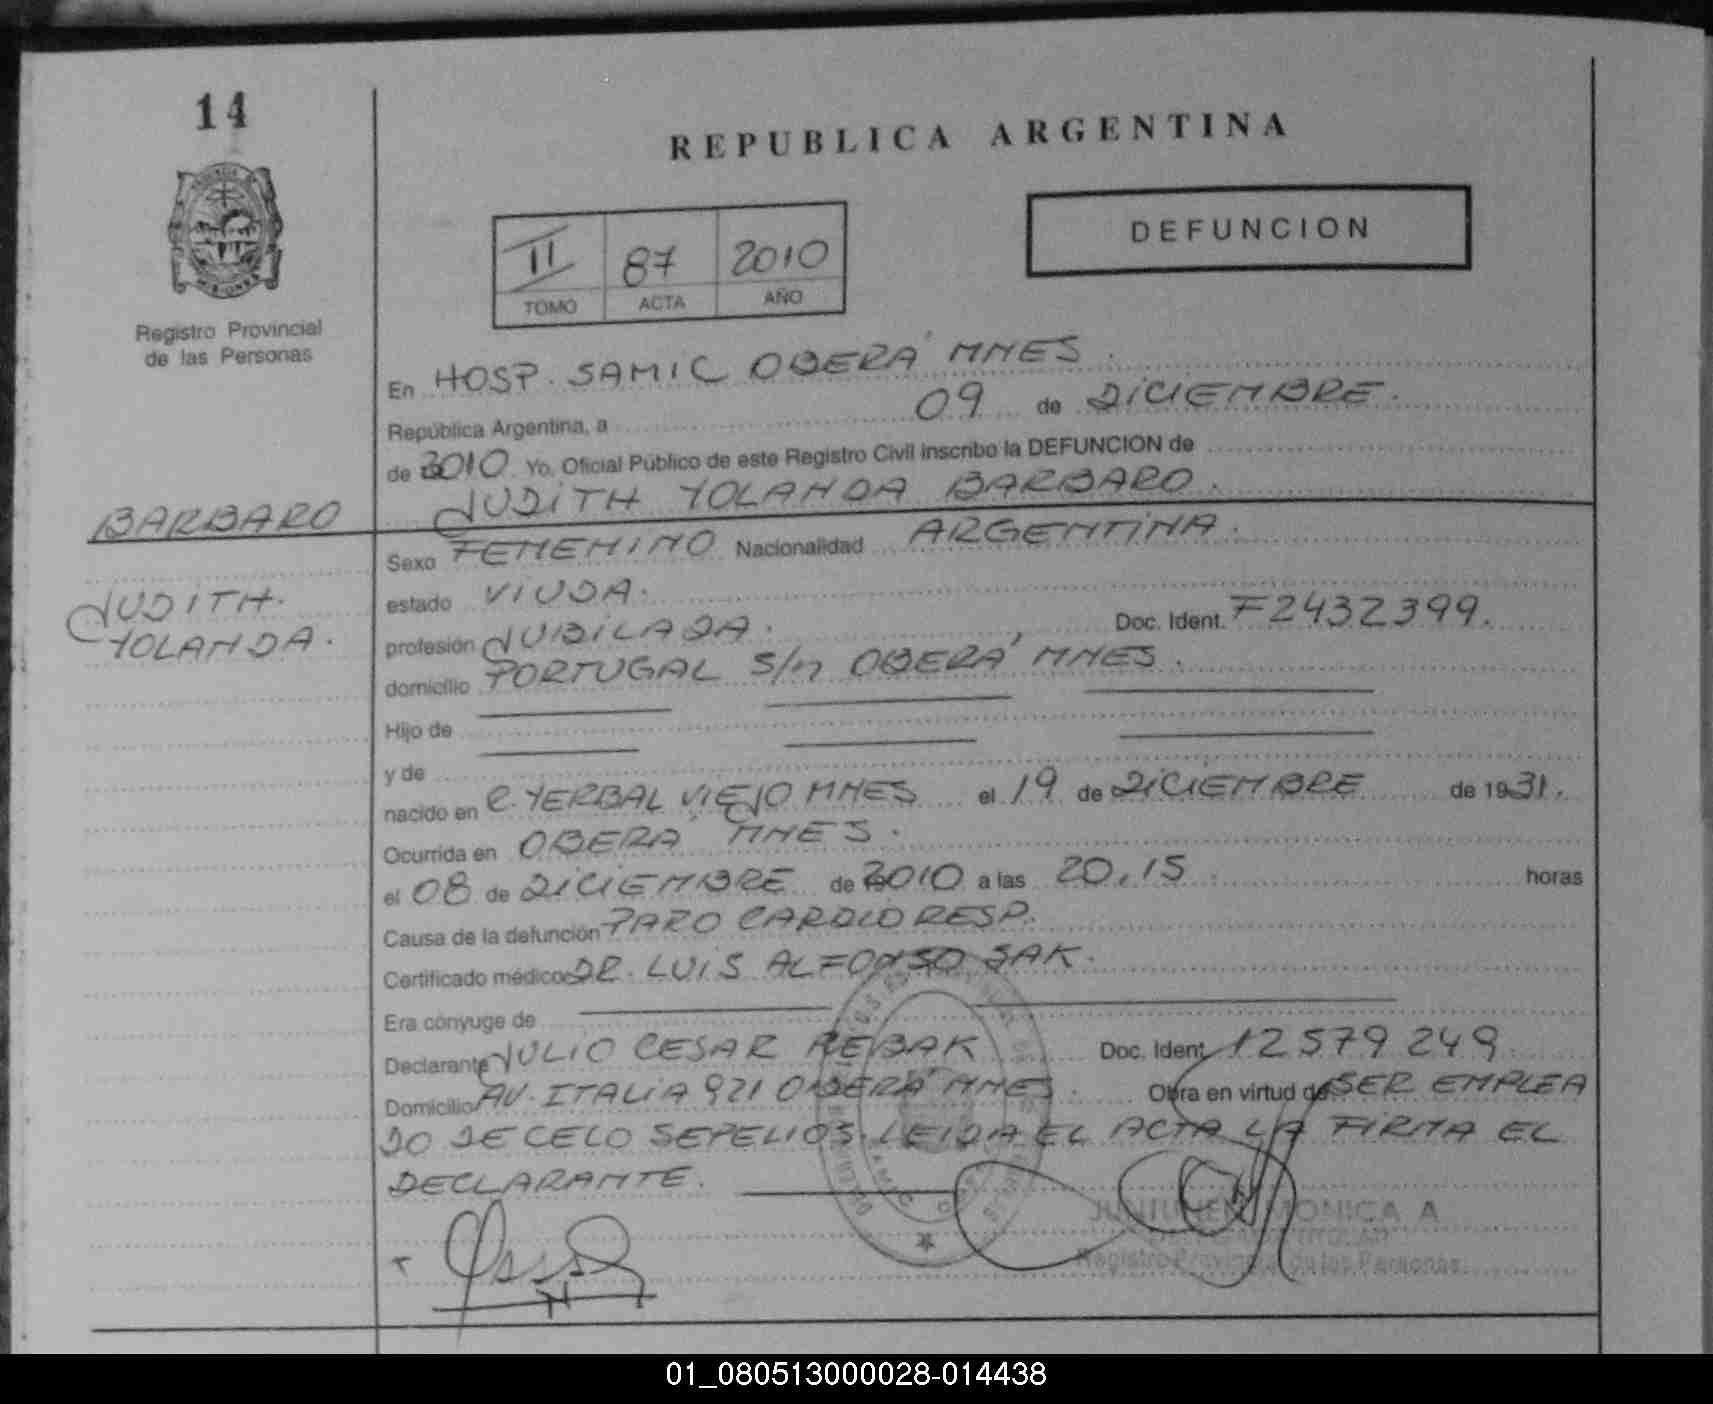 14
REPUBLICA ARGENTINA
DEFUNCION
II 87 2010
TOMO ACTA AÑO
Registro Provincial
de las Personas
En HOSP. SAMIC OBERA MNES.
República Argentina, a 09 de DICIEMBRE.
de 2010 Yo, Oficial Público de este Registro Civil inscribo la DEFUNCION de
JUDITH YOLANDA BARBARO.
BARBARO
JUDITH.
YOLANDA.
Sexo FEMENINO Nacionalidad ARGENTINA.
estado VIUDA.
profesión JUBILADA. Doc. Ident. F2432399.
domicilio PORTUGAL S/n OBERÁ MNES.
Hijo de
y de
nacido en C. YERBAL VIEJO MNES el 19 de DICIEMBRE de 1931.
Ocurrida en OBERA MNES.
el 08 de DICIEMBRE de 2010 a las 20,15 horas
Causa de la defunción PARO CARDIO RESP.
Certificado médico DR. LUIS ALFONSO SAK.
Era cónyuge de
Declarante JULIO CESAR REBAK Doc. Ident. 12579249
Domicilio AV. ITALIA 921 OBERÁ MNES. Obra en virtud de SER EMPLEA
DO DE CELO SEPELIOS. LEIDA EL ACTA LA FIRMA EL
DECLARANTE.
MONICA A
Registro Provincial de las Personas
01_080513000028-014438